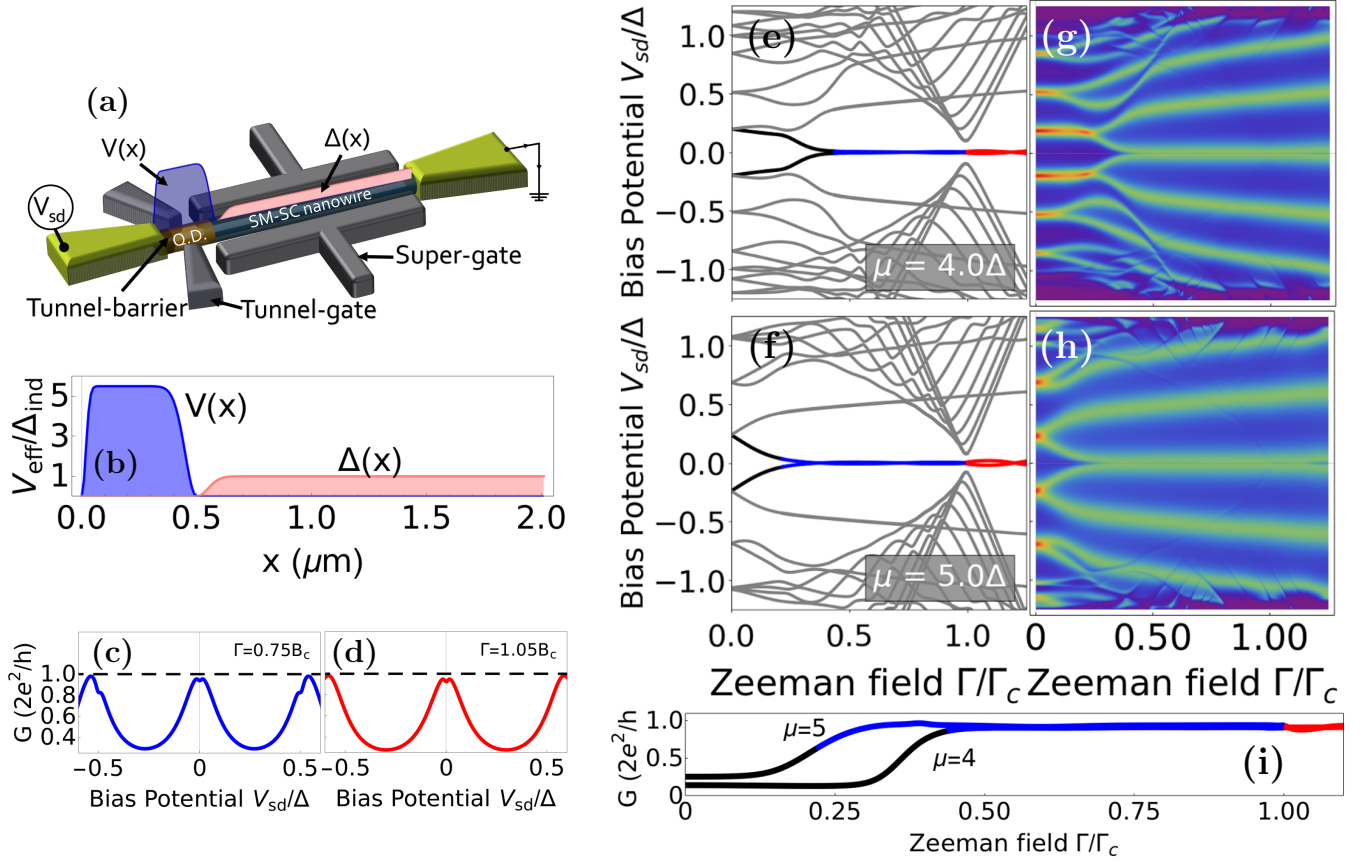 (a)
V(x)
Δ(x)
V_sd
Q.D.
SM-SC nanowire
Super-gate
Tunnel-barrier
Tunnel-gate
V_eff/Δ_ind
5
3
1
(b)
V(x)
Δ(x)
0.0 0.5 1.0 1.5 2.0
x (μm)
(c)
Γ=0.75B_c
(d)
Γ=1.05B_c
G (2e²/h)
1.0
0.8
0.6
0.4
−0.5 0 0.5
−0.5 0 0.5
Bias Potential V_sd/Δ
Bias Potential V_sd/Δ
Bias Potential V_sd/Δ
1.0
0.5
0.0
−0.5
−1.0
(e)
μ = 4.0Δ
(g)
Bias Potential V_sd/Δ
1.0
0.5
0.0
−0.5
−1.0
(f)
μ = 5.0Δ
(h)
0.0 0.5 1.0
0 0.50 1.00
Zeeman field Γ/Γ_c
Zeeman field Γ/Γ_c
G (2e²/h
1.0
0.5
0
μ=5
μ=4
(i)
0 0.25 0.50 0.75 1.00
Zeeman field Γ/Γ_c